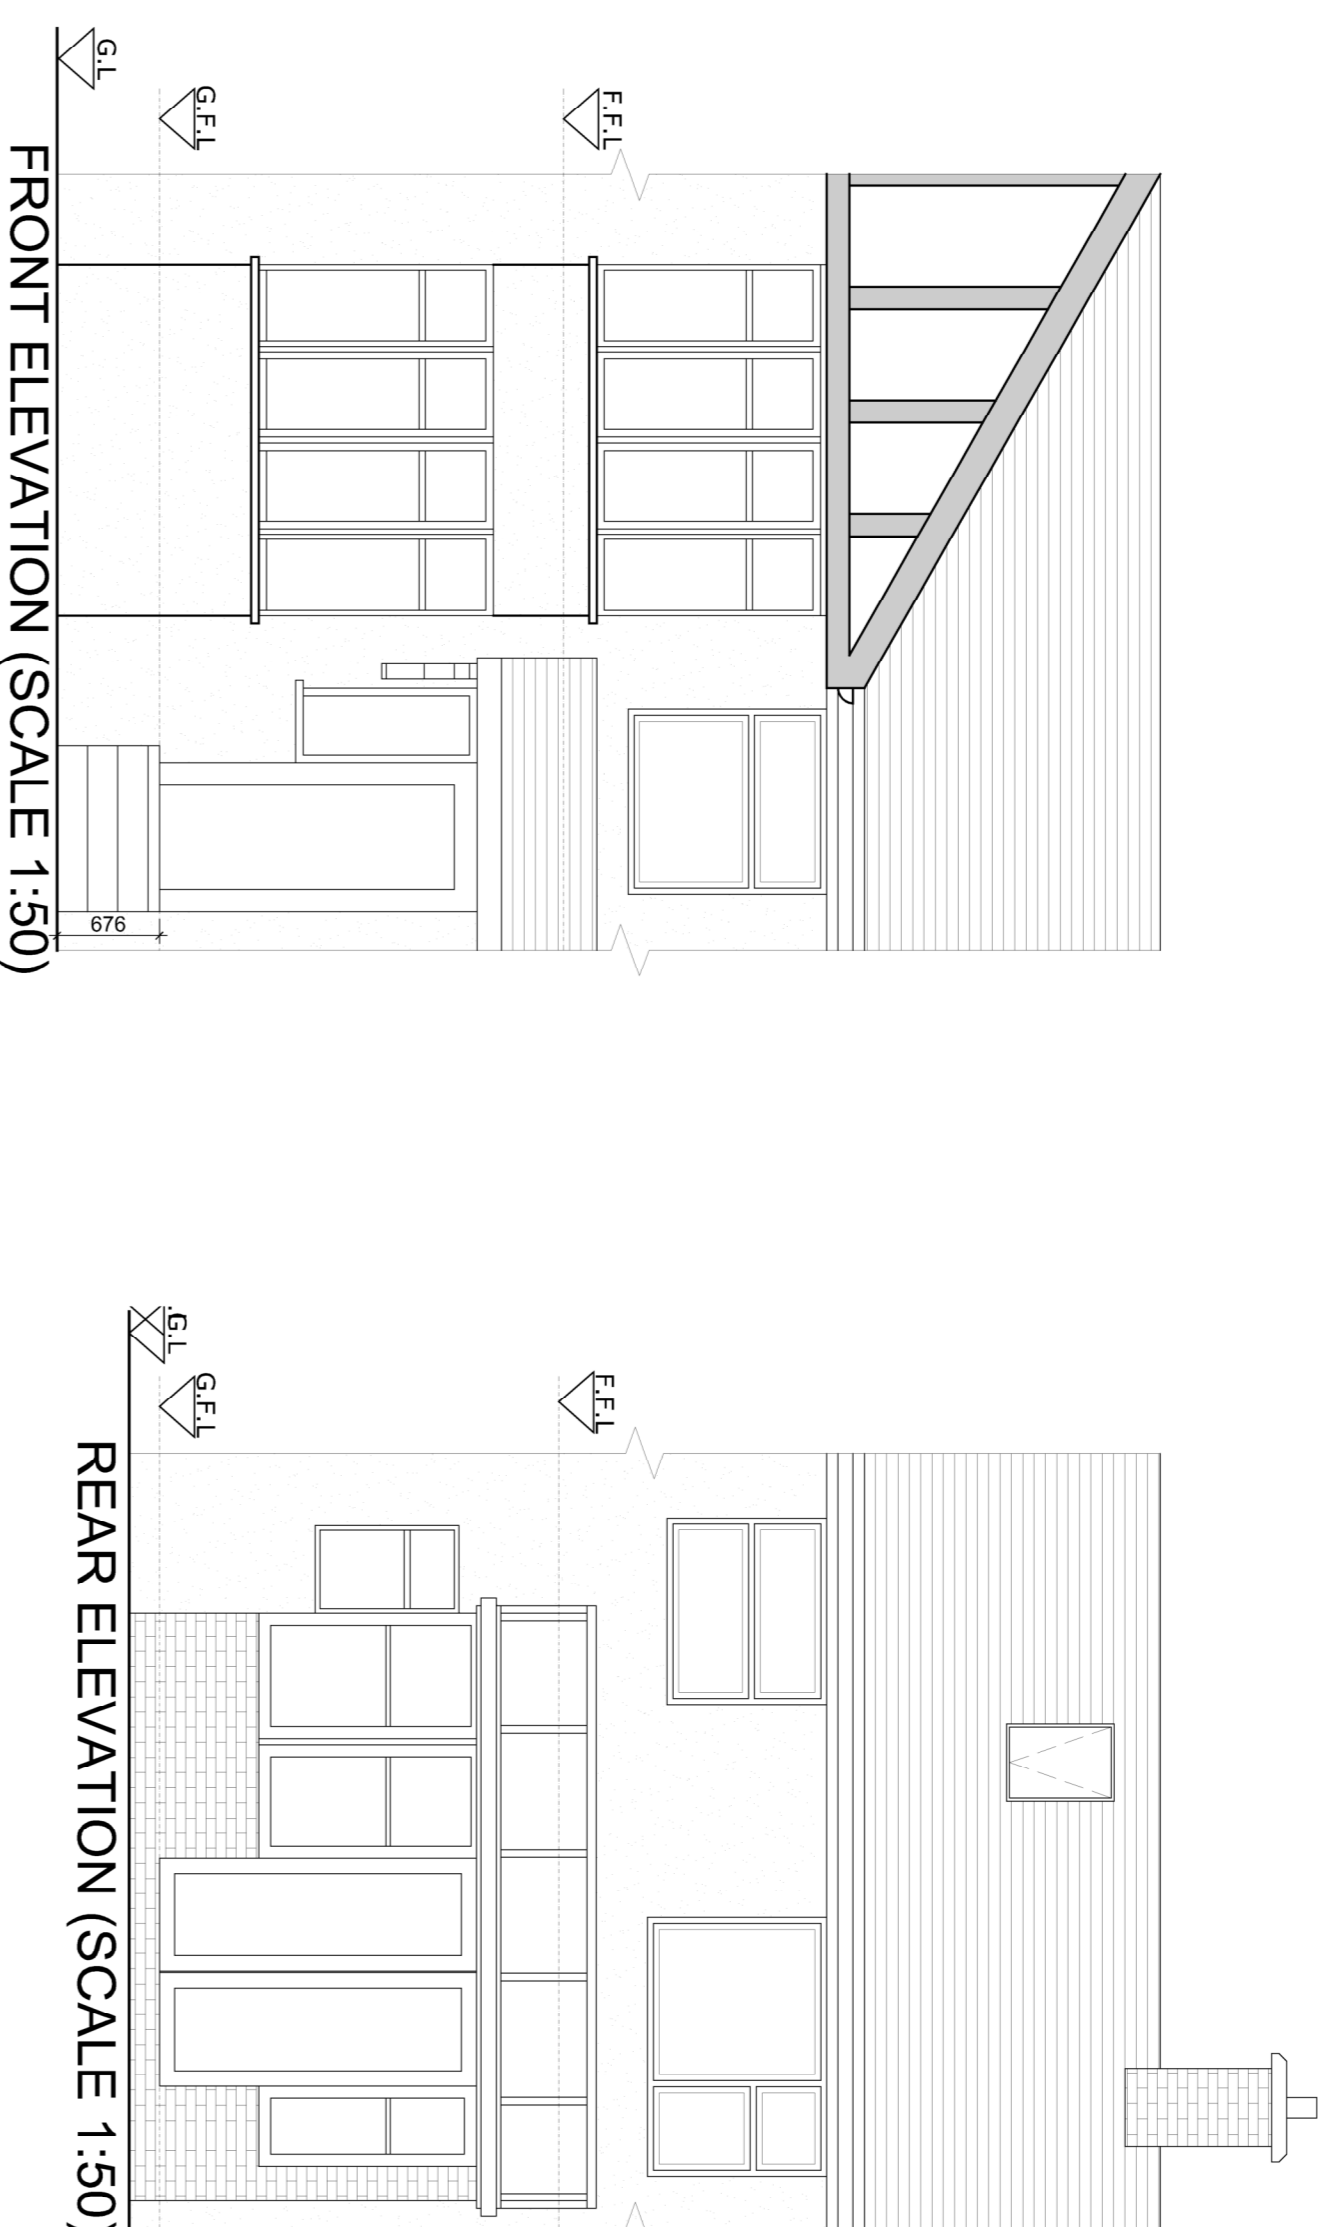 F.F.L
G.F.L
G.L
676
FRONT ELEVATION (SCALE 1:50)
F.F.L
G.F.L
.G.L
REAR ELEVATION (SCALE 1:50)